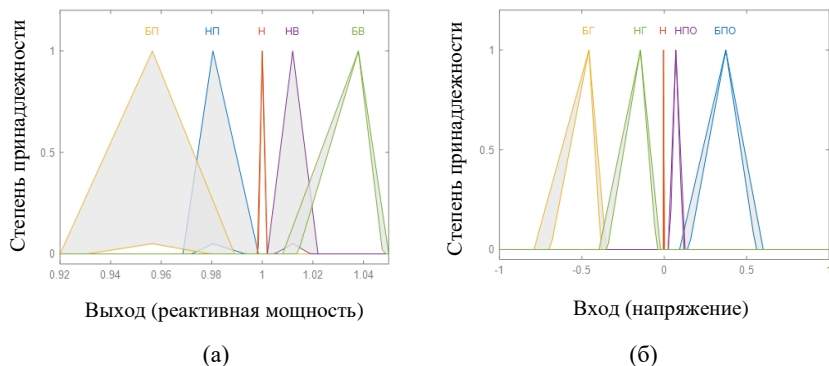 БП НП Н НВ БВ
1
0.5
0
0.92 0.94 0.96 0.98 1 1.02 1.04
Степень принадлежности
Выход (реактивная мощность)
(а)
БГ НГ Н НПО БПО
1
0.5
0
-1 -0.5 0 0.5 1
Степень принадлежности
Вход (напряжение)
(б)